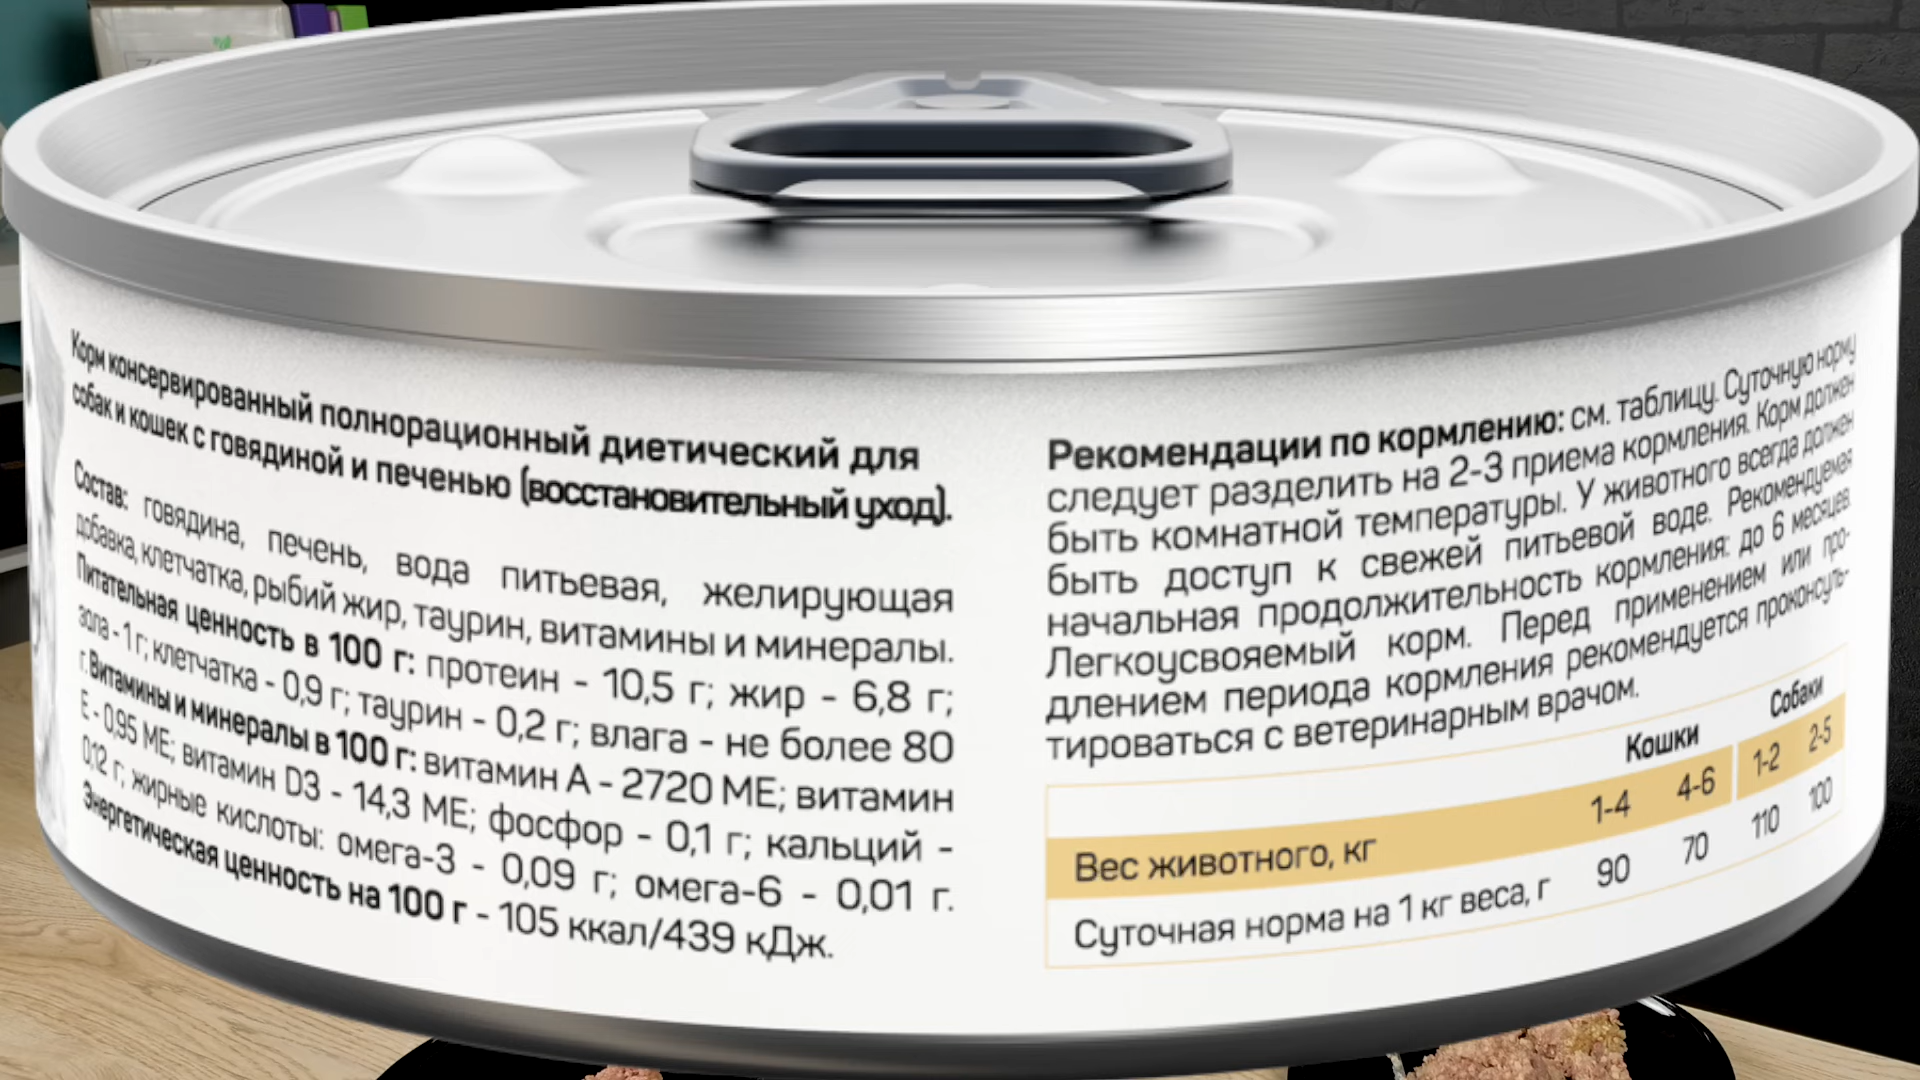 Корм консервированный полнорационный диетический для
собак и кошек с говядиной и печенью (восстановительный уход).
Состав: говядина, печень, вода питьевая, желирующая
добавка, клетчатка, рыбий жир, таурин, витамины и минералы.
Питательная ценность в 100 г: протеин - 10,5 г; жир - 6,8 г;
зола - 1 г; клетчатка - 0,9 г; таурин - 0,2 г; влага - не более 80
г. Витамины и минералы в 100 г: витамин А - 2720 МЕ; витамин
Е - 0,95 МЕ; витамин D3 - 14,3 МЕ; фосфор - 0,1 г; кальций -
0,12 г; жирные кислоты: омега-3 - 0,09 г; омега-6 - 0,01 г.
Энергетическая ценность на 100 г - 105 ккал/439 кДж.
Рекомендации по кормлению: см. таблицу. Суточную норму
следует разделить на 2-3 приема кормления. Корм должен
быть комнатной температуры. У животного всегда должен
быть доступ к свежей питьевой воде. Рекомендуемая
начальная продолжительность кормления: до 6 месяцев.
Легкоусвояемый корм. Перед применением или про-
длением периода кормления рекомендуется проконсуль-
тироваться с ветеринарным врачом.
Кошки Собаки
Вес животного, кг 1-4 4-6 1-2 2-5
Суточная норма на 1 кг веса, г 90 70 110 100